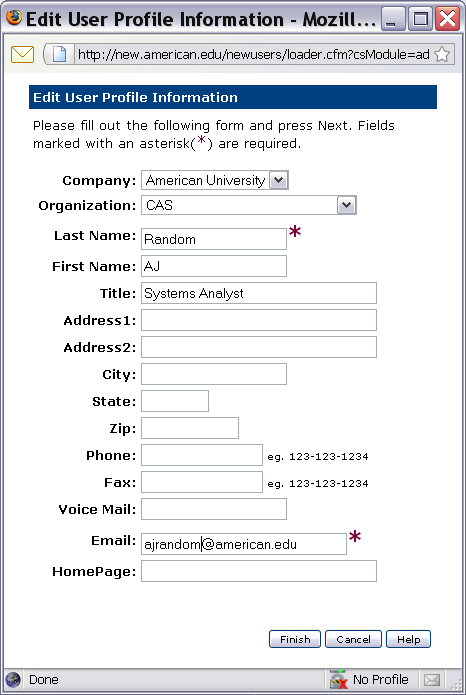 Edit User Profile Information - Mozill...
http://new.american.edu/newusers/loader.cfm?csModule=ad
Edit User Profile Information
Please fill out the following form and press Next. Fields
marked with an asterisk(*) are required.
Company: American University
Organization: CAS
Last Name: Random *
First Name: AJ
Title: Systems Analyst
Address1:
Address2:
City:
State:
Zip:
Phone: eg. 123-123-1234
Fax: eg. 123-123-1234
Voice Mail:
Email: ajrandom@american.edu *
HomePage:
Finish Cancel Help
Done No Profile